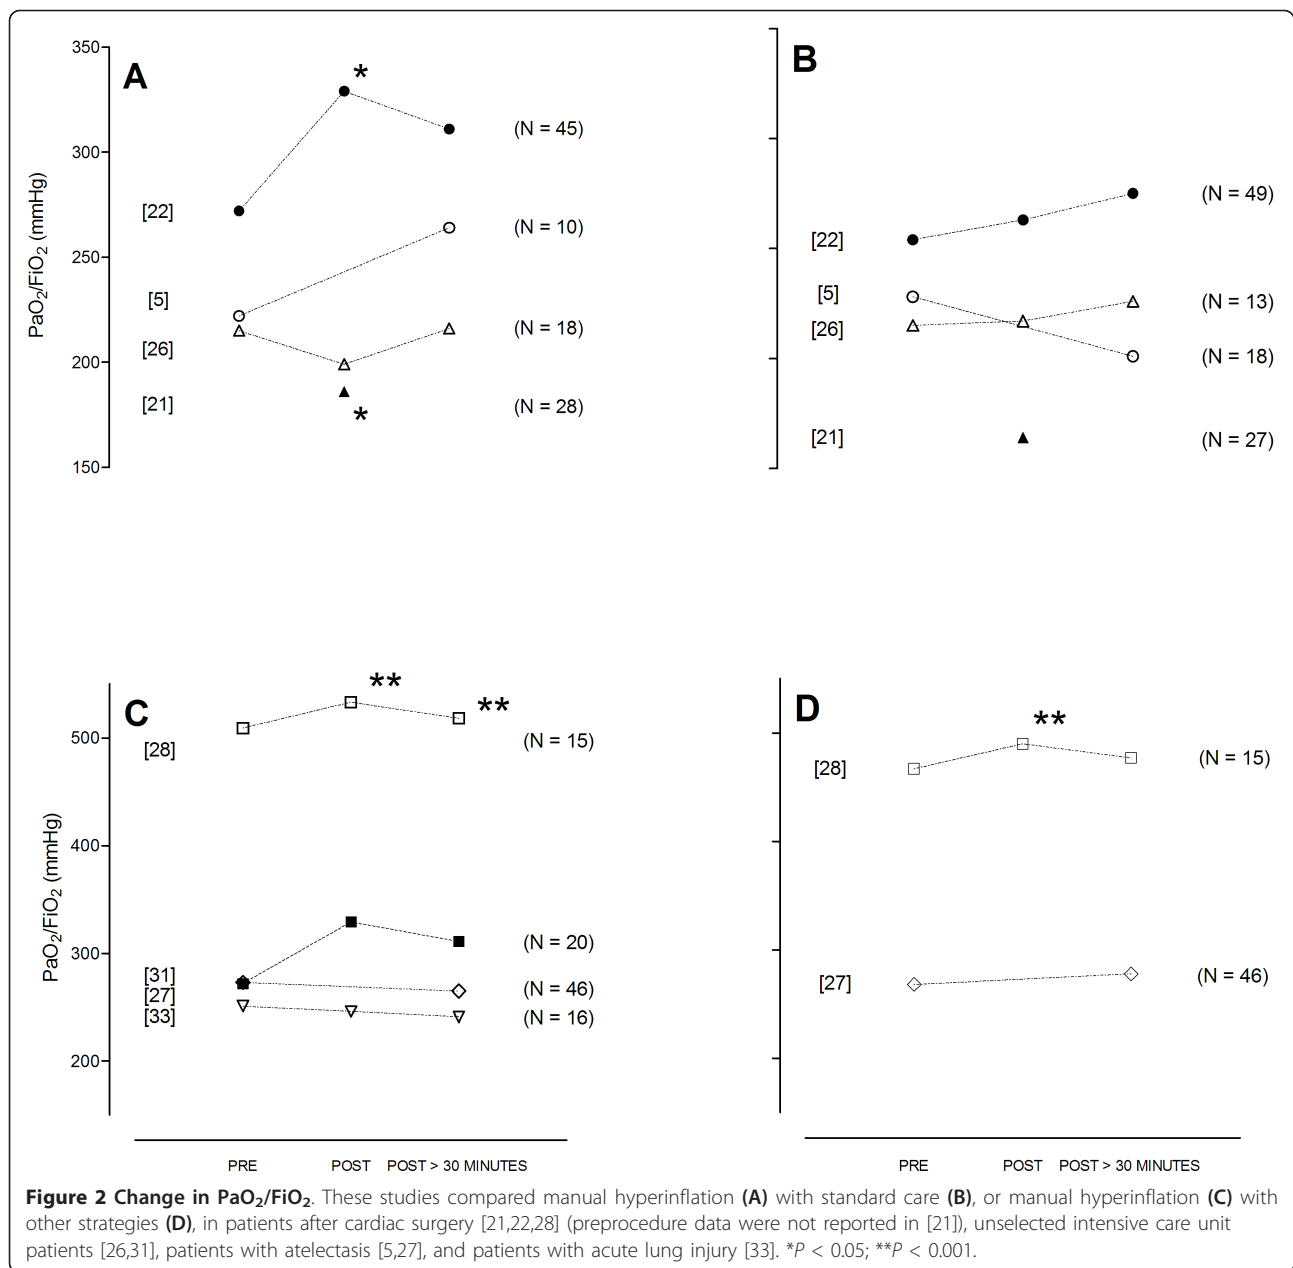 A
*
350
300
250
200
150
PaO2/FiO2 (mmHg)
[22]
[5]
[26]
[21]
*
(N = 45)
(N = 10)
(N = 18)
(N = 28)
B
[22]
[5]
[26]
[21]
(N = 49)
(N = 13)
(N = 18)
(N = 27)
C
**
**
500
400
300
200
PaO2/FiO2 (mmHg)
[28]
[31]
[27]
[33]
(N = 15)
(N = 20)
(N = 46)
(N = 16)
PRE POST POST > 30 MINUTES
D
**
[28]
[27]
(N = 15)
(N = 46)
PRE POST POST > 30 MINUTES
Figure 2 Change in PaO2/FiO2. These studies compared manual hyperinflation (A) with standard care (B), or manual hyperinflation (C) with
other strategies (D), in patients after cardiac surgery [21,22,28] (preprocedure data were not reported in [21]), unselected intensive care unit
patients [26,31], patients with atelectasis [5,27], and patients with acute lung injury [33]. *P < 0.05; **P < 0.001.